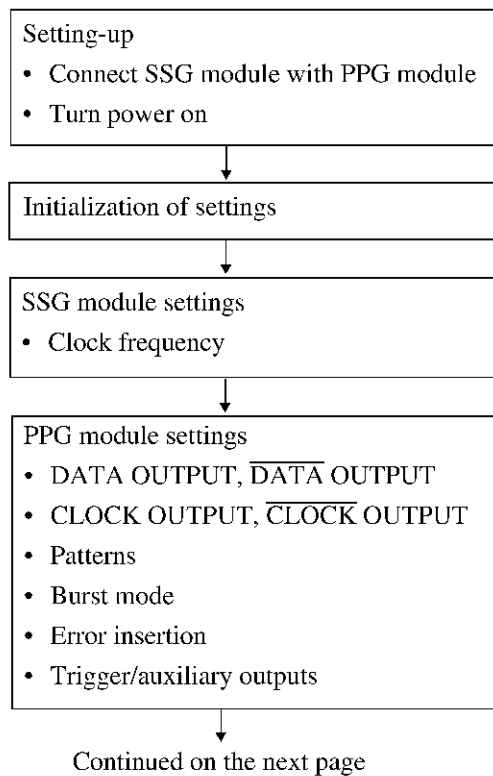 Setting-up
• Connect SSG module with PPG module
• Turn power on
Initialization of settings
SSG module settings
• Clock frequency
PPG module settings
• DATA OUTPUT, D̅A̅T̅A̅ OUTPUT
• CLOCK OUTPUT, C̅L̅O̅C̅K̅ OUTPUT
• Patterns
• Burst mode
• Error insertion
• Trigger/auxiliary outputs
Continued on the next page